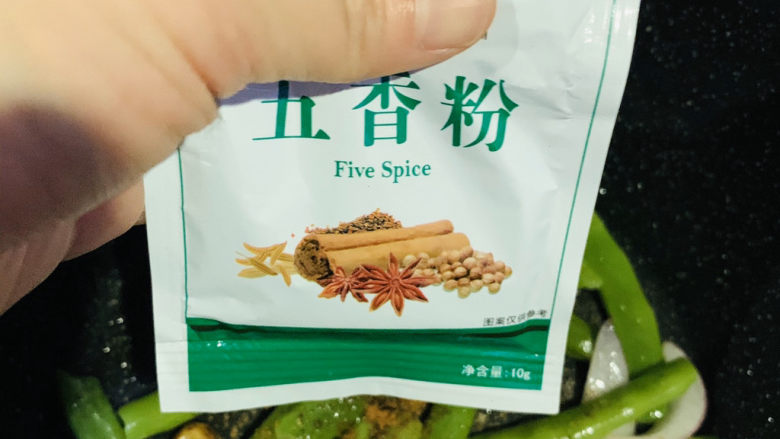 五香粉
Five Spice
图案仅供参考
净含量:10g